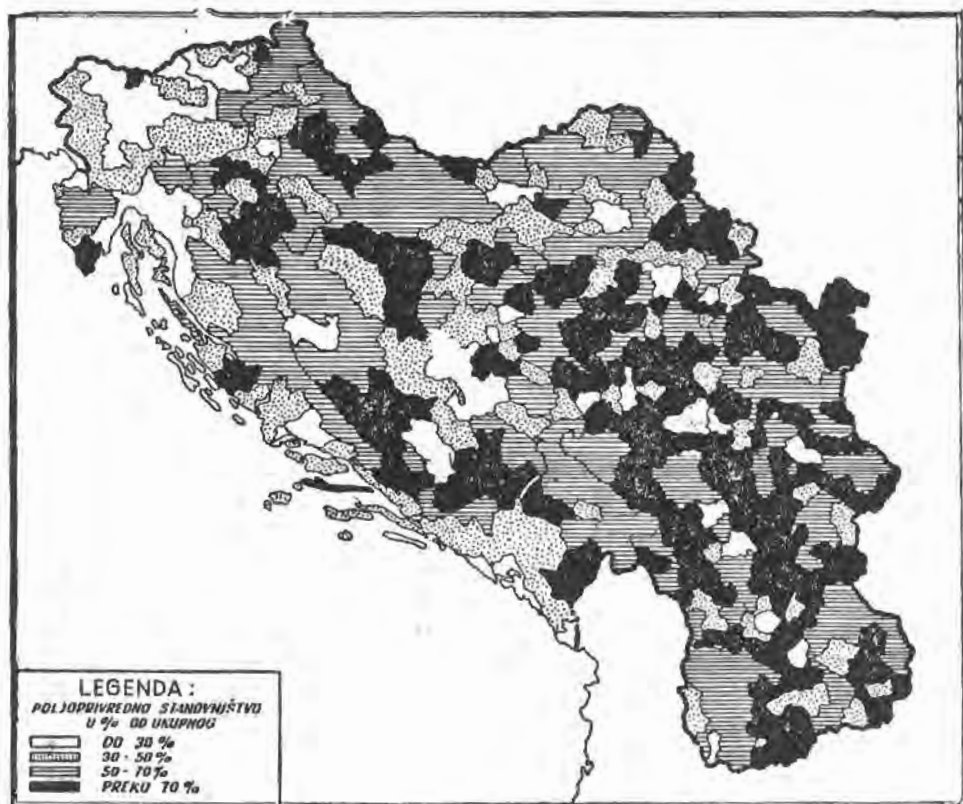 LEGENDA :
POLJOPRIVREDNO STANOVNIŠTVO
U % OD UKUPNOG
DO 30 %
30 - 50 %
50 - 70 %
PREKU 70 %